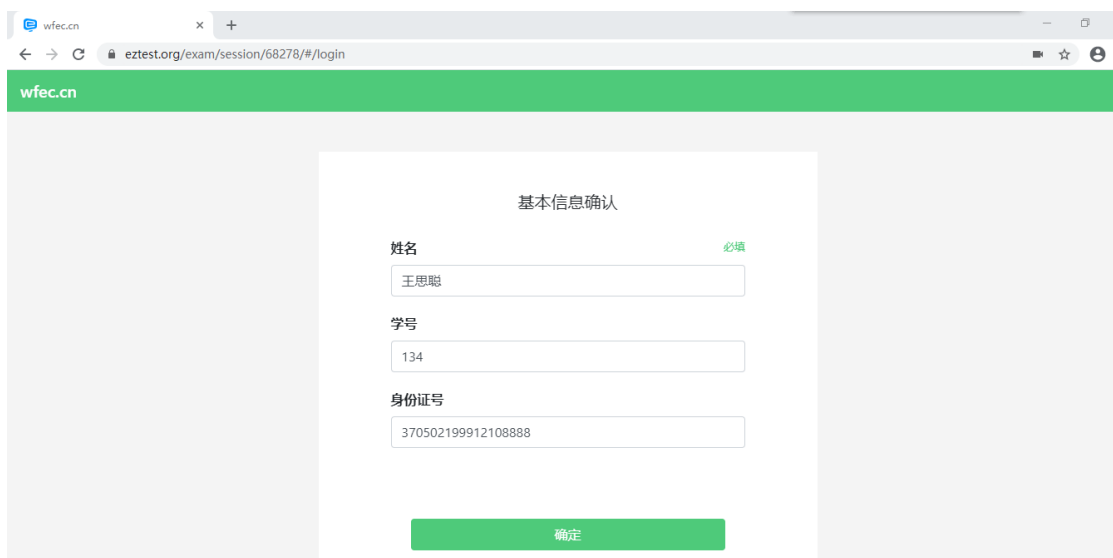 wfec.cn
eztest.org/exam/session/68278/#/login
wfec.cn
基本信息确认
姓名 必填
王思聪
学号
134
身份证号
370502199912108888
确定